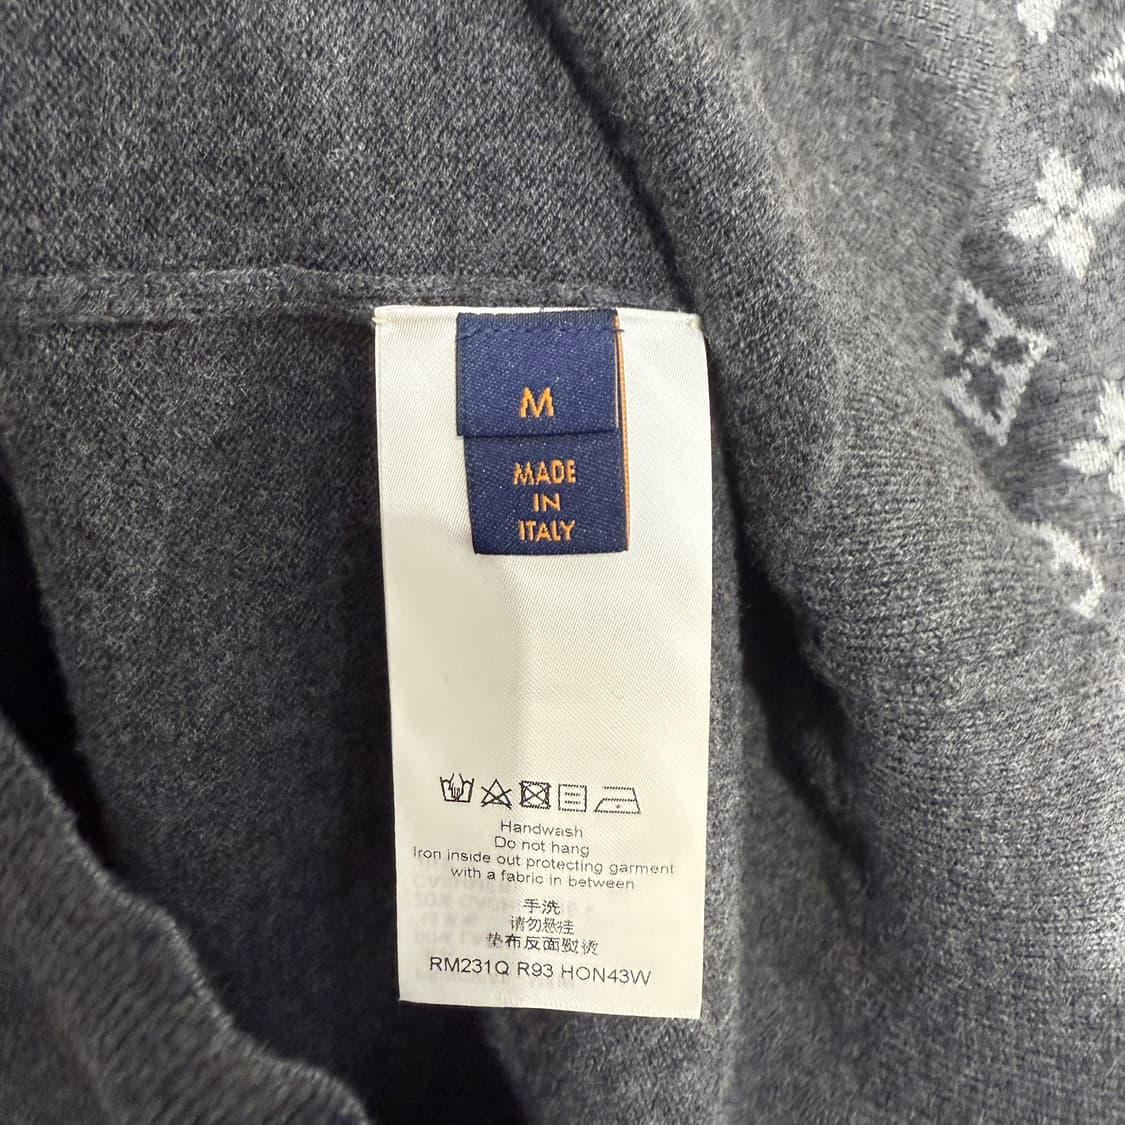 M
MADE
IN
ITALY
Handwash
Do not hang
Iron inside out protecting garment
with a fabric in between
手洗
请勿悬挂
垫布反面熨烫
RM231Q R93 HON43W